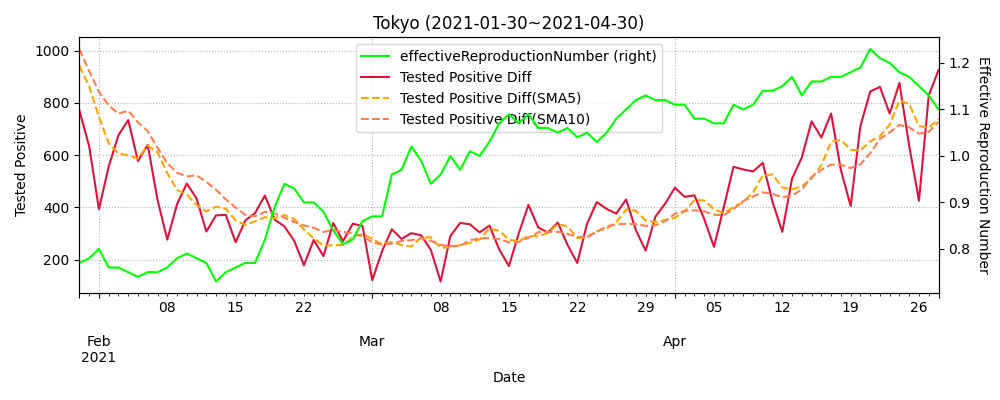 Tokyo (2021-01-30~2021-04-30)
effectiveReproductionNumber (right)
Tested Positive Diff
Tested Positive Diff(SMA5)
Tested Positive Diff(SMA10)
Tested Positive
1000
800
600
400
200
1.2
1.1
1.0
0.9
0.8
Effective Reproduction Number
08 15 22 08 15 22 29 05 12 19 26
Feb Mar Apr
2021
Date